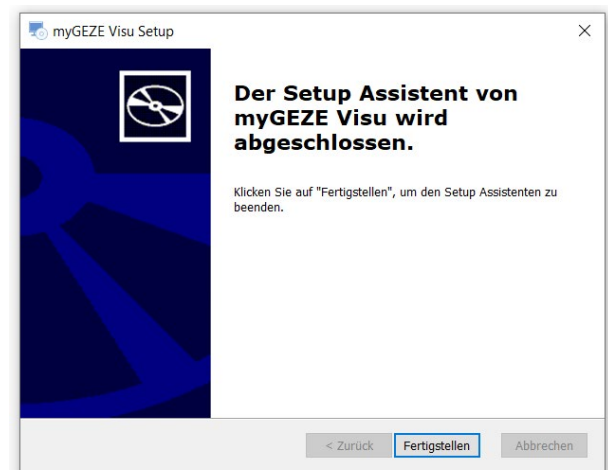 myGEZE Visu Setup
Der Setup Assistent von
myGEZE Visu wird
abgeschlossen.
Klicken Sie auf "Fertigstellen", um den Setup Assistenten zu
beenden.
< Zurück Fertigstellen Abbrechen